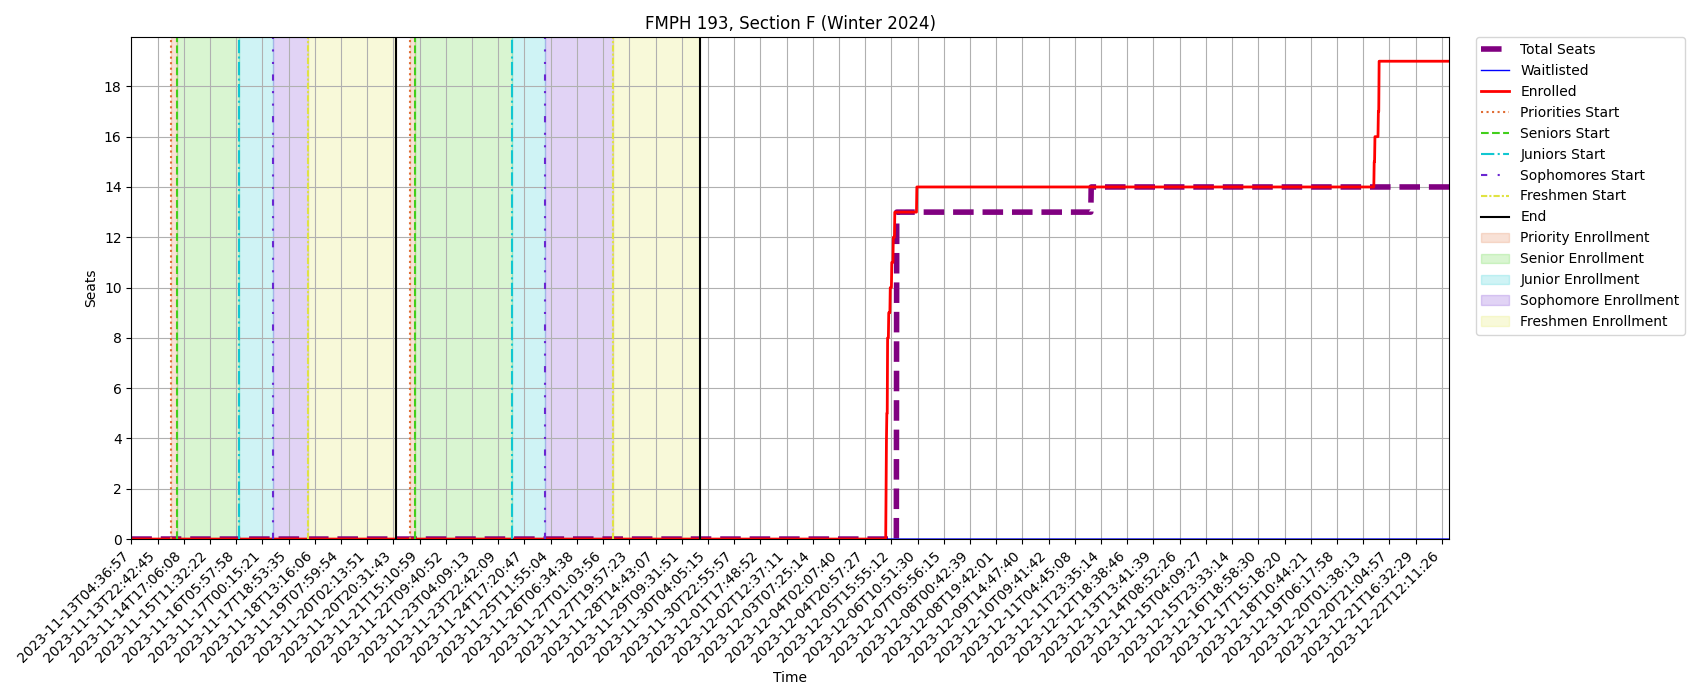 FMPH 193, Section F (Winter 2024)
Seats
18
16
14
12
10
8
6
4
2
0
2023-11-13T04:36:57
2023-11-13T22:42:45
2023-11-14T17:06:08
2023-11-15T11:32:22
2023-11-16T05:57:58
2023-11-17T00:15:21
2023-11-17T18:53:35
2023-11-18T13:16:06
2023-11-19T07:59:54
2023-11-20T02:13:51
2023-11-20T20:31:43
2023-11-21T15:10:59
2023-11-22T09:40:52
2023-11-23T04:09:13
2023-11-23T22:42:09
2023-11-24T17:20:47
2023-11-25T11:55:04
2023-11-26T06:34:38
2023-11-27T01:03:56
2023-11-27T19:57:23
2023-11-28T14:43:07
2023-11-29T09:31:51
2023-11-30T04:05:15
2023-11-30T22:55:57
2023-12-01T17:48:52
2023-12-02T12:37:11
2023-12-03T07:25:14
2023-12-04T02:07:40
2023-12-04T20:57:27
2023-12-05T15:55:12
2023-12-06T10:51:30
2023-12-07T05:56:15
2023-12-08T00:42:39
2023-12-08T19:42:01
2023-12-09T14:47:40
2023-12-10T09:41:42
2023-12-11T04:45:08
2023-12-11T23:35:14
2023-12-12T18:38:46
2023-12-13T13:41:39
2023-12-14T08:52:26
2023-12-15T04:09:27
2023-12-15T23:33:14
2023-12-16T18:58:30
2023-12-17T15:18:20
2023-12-18T10:44:21
2023-12-19T06:17:58
2023-12-20T01:38:13
2023-12-20T21:04:57
2023-12-21T16:32:29
2023-12-22T12:11:26
Time
Total Seats
Waitlisted
Enrolled
Priorities Start
Seniors Start
Juniors Start
Sophomores Start
Freshmen Start
End
Priority Enrollment
Senior Enrollment
Junior Enrollment
Sophomore Enrollment
Freshmen Enrollment